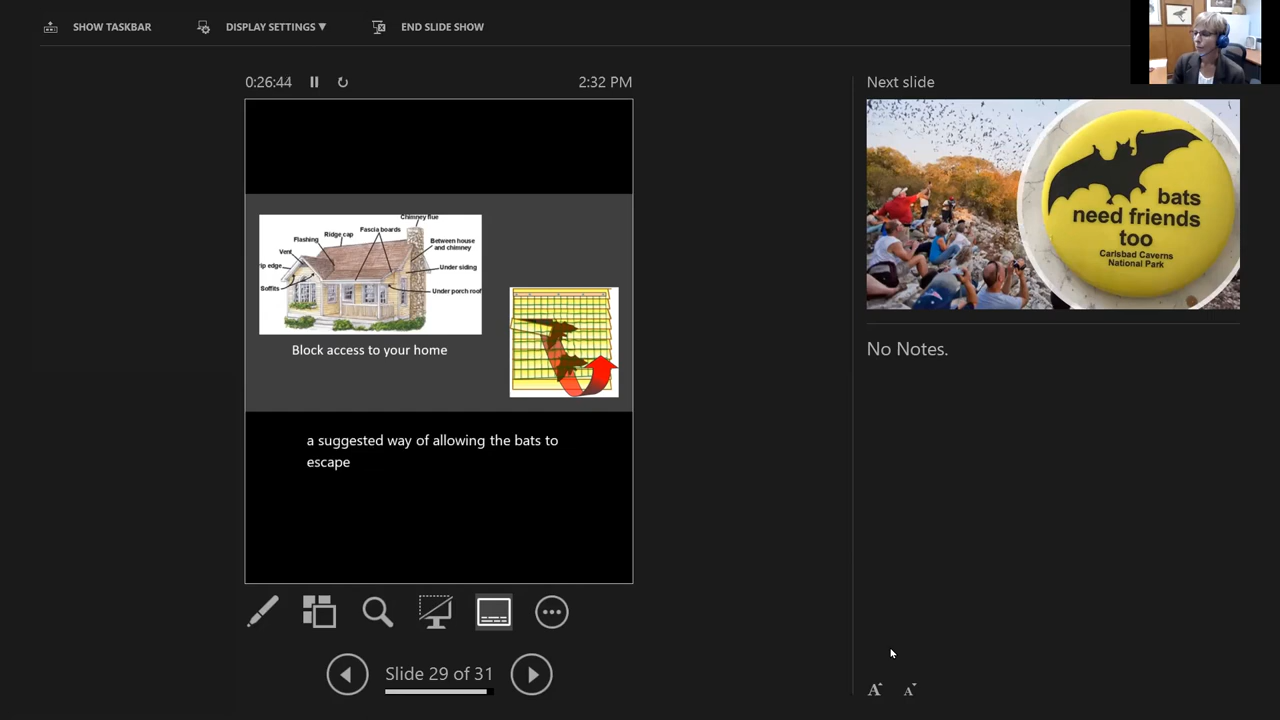 SHOW TASKBAR
DISPLAY SETTINGS ▼
END SLIDE SHOW
0:26:44
2:32 PM
Next slide
Chimney flue
Fascia boards
Ridge cap
Flashing
Between house
and chimney
Vent
rip edge
Under siding
Soffits
Under porch roof
Block access to your home
a suggested way of allowing the bats to
escape
bats
need friends
too
Carlsbad Caverns
National Park
No Notes.
Slide 29 of 31
A
A